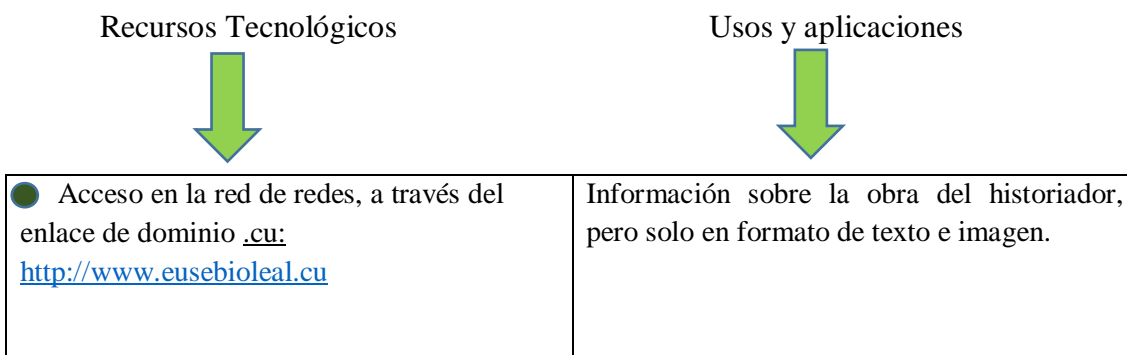 Recursos Tecnológicos
Usos y aplicaciones
Acceso en la red de redes, a través del
enlace de dominio .cu:
http://www.eusebioleal.cu
Información sobre la obra del historiador,
pero solo en formato de texto e imagen.